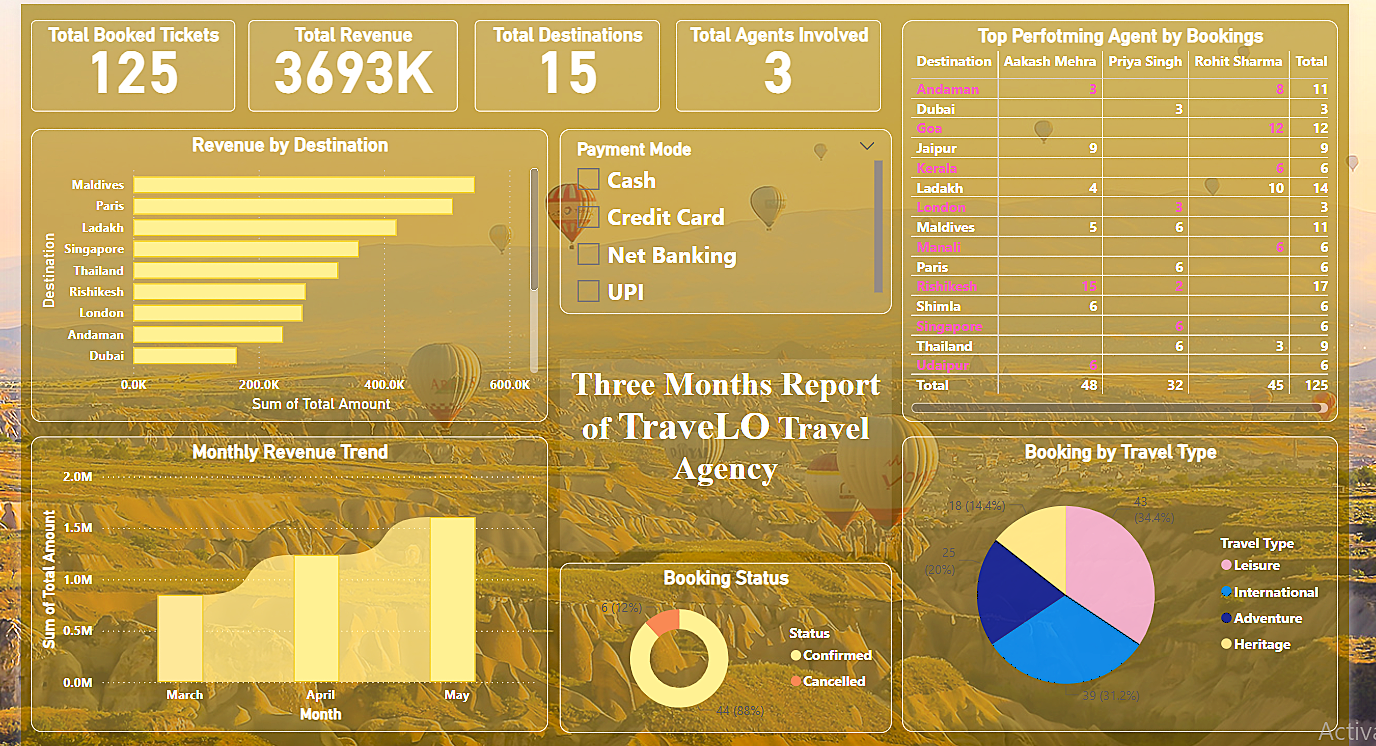 Total Booked Tickets
125
Total Revenue
3693K
Total Destinations
15
Total Agents Involved
3
Top Perfotming Agent by Bookings
Destination Aakash Mehra Priya Singh Rohit Sharma Total
Andaman 3 8 11
Dubai 3 3
Goa 12 12
Jaipur 9 9
Kerala 6 6
Ladakh 4 10 14
London 3 3
Maldives 5 6 11
Manali 6 6
Paris 6 6
Rishikesh 15 2 17
Shimla 6 6
Singapore 6 6
Thailand 6 3 9
Udaipur 6 6
Total 48 32 45 125
Revenue by Destination
Destination
Maldives
Paris
Ladakh
Singapore
Thailand
Rishikesh
London
Andaman
Dubai
0.0K 200.0K 400.0K 600.0K
Sum of Total Amount
Payment Mode
Cash
Credit Card
Net Banking
UPI
Three Months Report
of TraveLO Travel
Agency
Monthly Revenue Trend
Sum of Total Amount
2.0M
1.5M
1.0M
0.5M
0.0M
March April May
Month
Booking Status
6 (12%)
44 (88%)
Status
Confirmed
Cancelled
Booking by Travel Type
18 (14.4%)
43
(34.4%)
25
(20%)
39 (31.2%)
Travel Type
Leisure
International
Adventure
Heritage